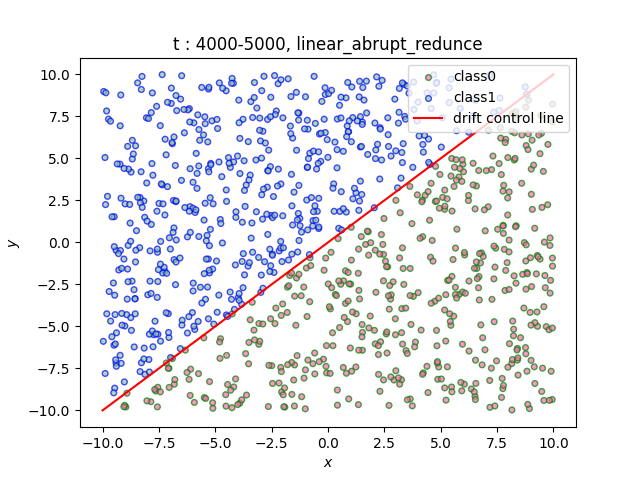 t : 4000-5000, linear_abrupt_redunce
class0
class1
drift control line
10.0
7.5
5.0
2.5
0.0
−2.5
−5.0
−7.5
−10.0
y
−10.0 −7.5 −5.0 −2.5 0.0 2.5 5.0 7.5 10.0
x